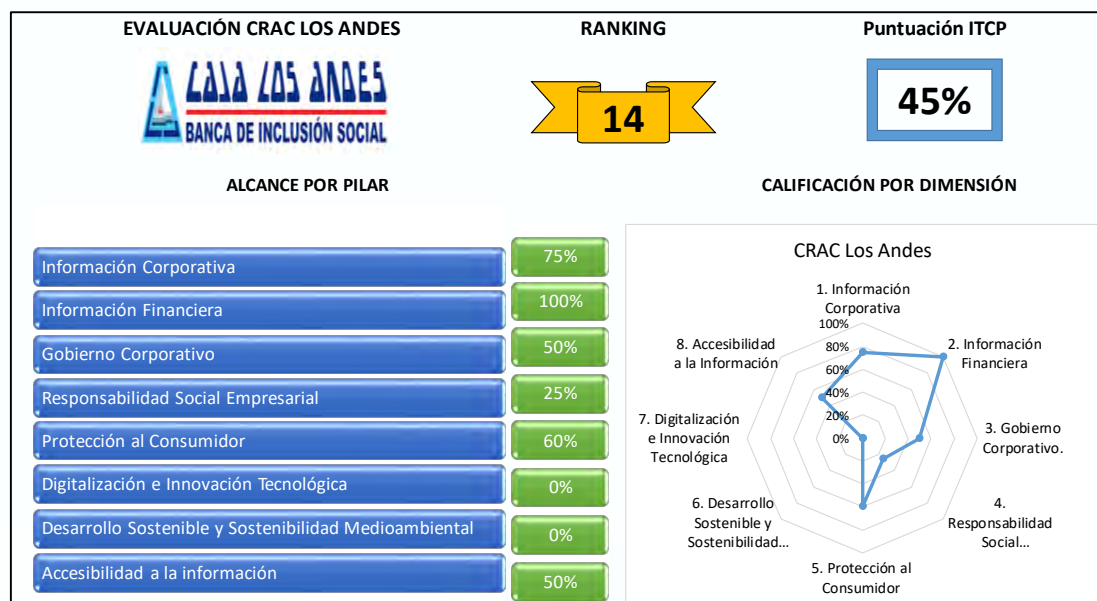 EVALUACIÓN CRAC LOS ANDES
RANKING
Puntuación ITCP
CAJA LOS ANDES
BANCA DE INCLUSIÓN SOCIAL
14
45%
ALCANCE POR PILAR
CALIFICACIÓN POR DIMENSIÓN
Información Corporativa
75%
Información Financiera
100%
Gobierno Corporativo
50%
Responsabilidad Social Empresarial
25%
Protección al Consumidor
60%
Digitalización e Innovación Tecnológica
0%
Desarrollo Sostenible y Sostenibilidad Medioambiental
0%
Accesibilidad a la información
50%
CRAC Los Andes
1. Información
Corporativa
2. Información
Financiera
3. Gobierno
Corporativo.
4.
Responsabilidad
Social...
5. Protección al
Consumidor
6. Desarrollo
Sostenible y
Sostenibilidad...
7. Digitalización
e Innovación
Tecnológica
8. Accesibilidad
a la Información
100%
80%
60%
40%
20%
0%